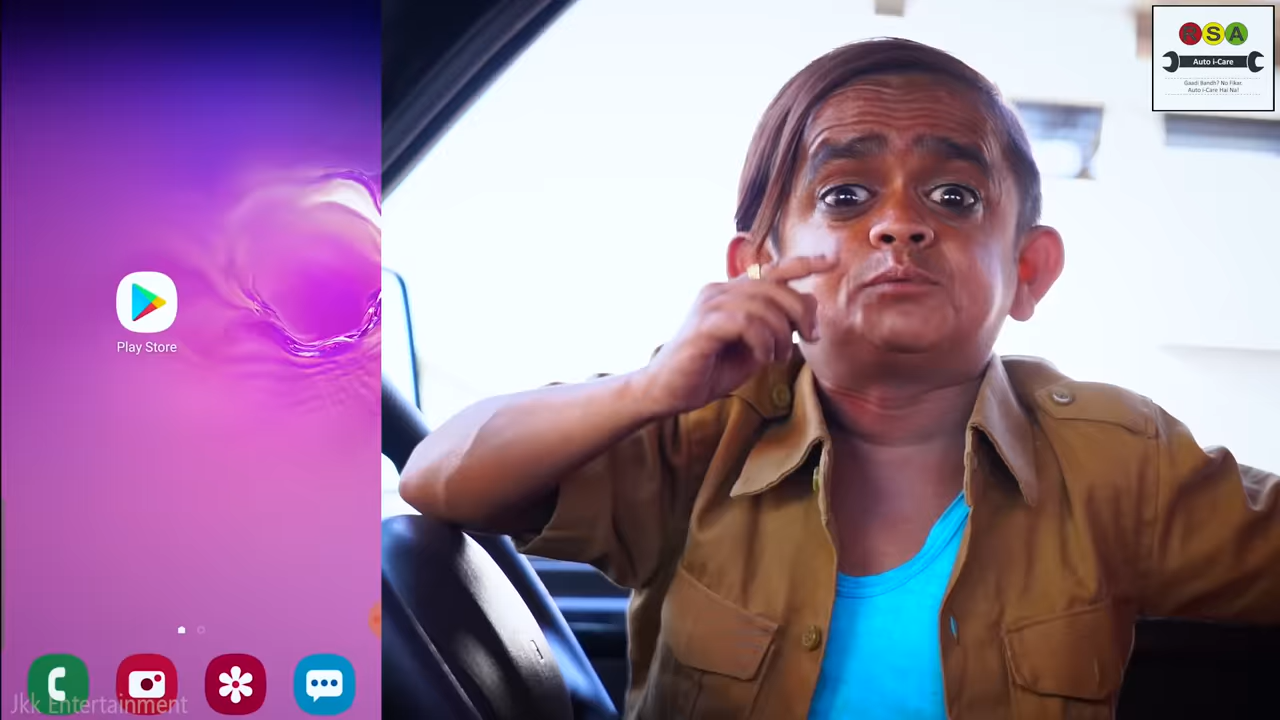 Play Store
Jkk Entertainment
RSA
Auto i-Care
Gaadi Bandh? No Fikar.
Auto i-Care Hai Na!